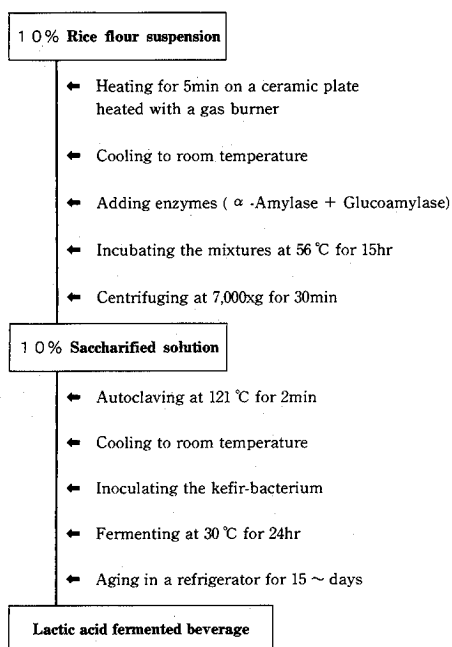 10% Rice flour suspension
← Heating for 5min on a ceramic plate
heated with a gas burner
← Cooling to room temperature
← Adding enzymes ( α -Amylase + Glucoamylase)
← Incubating the mixtures at 56 ℃ for 15hr
← Centrifuging at 7,000xg for 30min
10% Saccharified solution
← Autoclaving at 121 ℃ for 2min
← Cooling to room temperature
← Inoculating the kefir-bacterium
← Fermenting at 30 ℃ for 24hr
← Aging in a refrigerator for 15 ~ days
Lactic acid fermented beverage